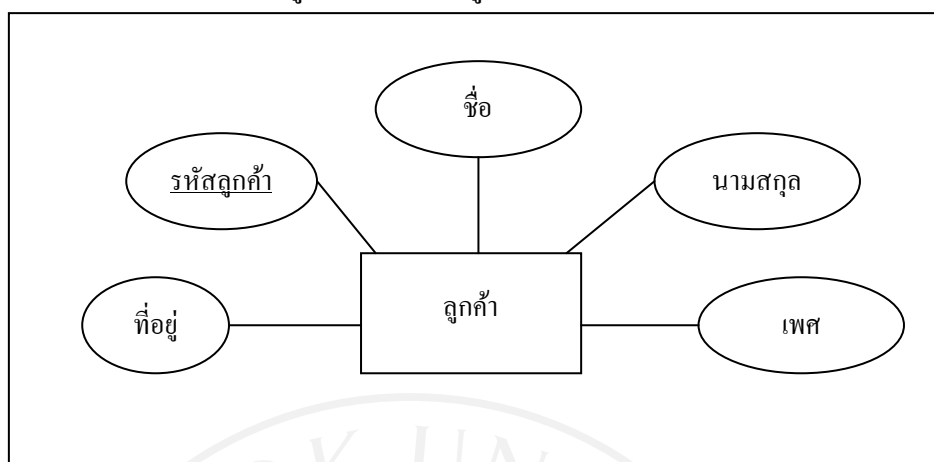 ชื่อ
รหัสลูกค้า
นามสกุล
ลูกค้า
ที่อยู่
เพศ